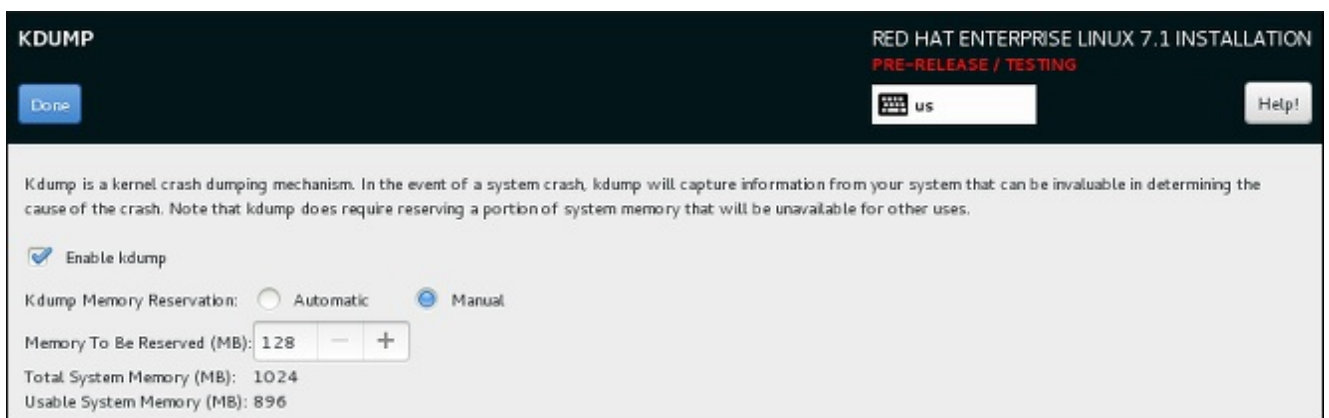 KDUMP
RED HAT ENTERPRISE LINUX 7.1 INSTALLATION
PRE-RELEASE / TESTING
Done
us
Help!
Kdump is a kernel crash dumping mechanism. In the event of a system crash, kdump will capture information from your system that can be invaluable in determining the
cause of the crash. Note that kdump does require reserving a portion of system memory that will be unavailable for other uses.
Enable kdump
Kdump Memory Reservation: Automatic Manual
Memory To Be Reserved (MB): 128 − +
Total System Memory (MB): 1024
Usable System Memory (MB): 896